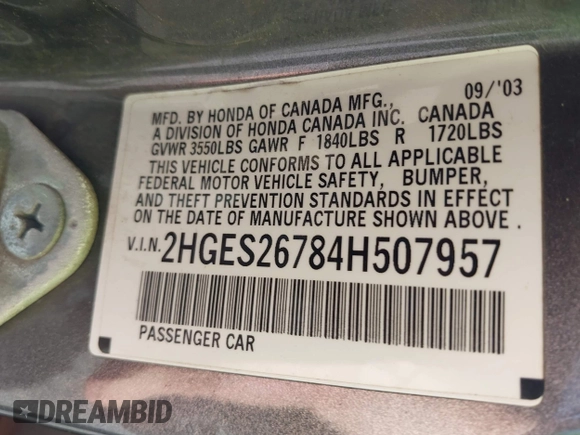 09/'03
MFD. BY HONDA OF CANADA MFG.,
A DIVISION OF HONDA CANADA INC. CANADA
GVWR 3550LBS GAWR F 1840LBS R 1720LBS
THIS VEHICLE CONFORMS TO ALL APPLICABLE
FEDERAL MOTOR VEHICLE SAFETY, BUMPER,
AND THEFT PREVENTION STANDARDS IN EFFECT
ON THE DATE OF MANUFACTURE SHOWN ABOVE.
V.I.N. 2HGES26784H507957
PASSENGER CAR
DREAMBID